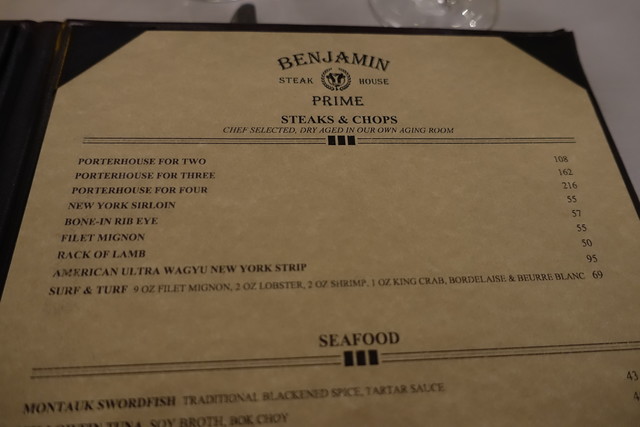 BENJAMIN
STEAK HOUSE
PRIME
STEAKS & CHOPS
CHEF SELECTED, DRY AGED IN OUR OWN AGING ROOM
PORTERHOUSE FOR TWO 108
PORTERHOUSE FOR THREE 162
PORTERHOUSE FOR FOUR 216
NEW YORK SIRLOIN 55
BONE-IN RIB EYE 57
FILET MIGNON 55
RACK OF LAMB 50
AMERICAN ULTRA WAGYU NEW YORK STRIP 95
SURF & TURF 9 OZ FILET MIGNON, 2 OZ LOBSTER, 2 OZ SHRIMP, 1 OZ KING CRAB, BORDELAISE & BEURRE BLANC 69
SEAFOOD
MONTAUK SWORDFISH TRADITIONAL BLACKENED SPICE, TARTAR SAUCE 43
TUNA SOY BROTH, BOK CHOY